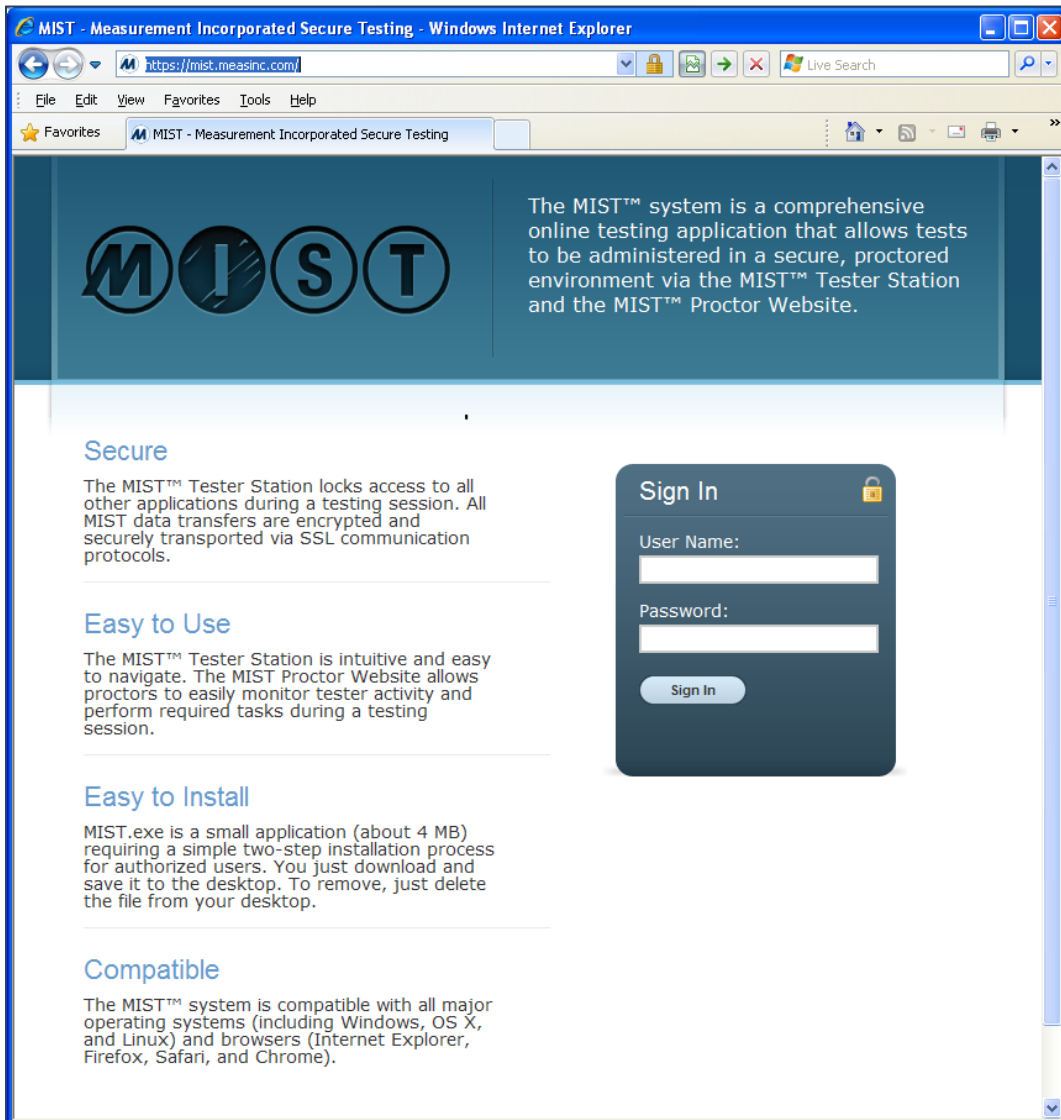 MIST - Measurement Incorporated Secure Testing - Windows Internet Explorer
https://mist.measinc.com/
Live Search
File Edit View Favorites Tools Help
Favorites
MIST - Measurement Incorporated Secure Testing
MIST
The MIST™ system is a comprehensive
online testing application that allows tests
to be administered in a secure, proctored
environment via the MIST™ Tester Station
and the MIST™ Proctor Website.
Secure
The MIST™ Tester Station locks access to all
other applications during a testing session. All
MIST data transfers are encrypted and
securely transported via SSL communication
protocols.
Easy to Use
The MIST™ Tester Station is intuitive and easy
to navigate. The MIST Proctor Website allows
proctors to easily monitor tester activity and
perform required tasks during a testing
session.
Easy to Install
MIST.exe is a small application (about 4 MB)
requiring a simple two-step installation process
for authorized users. You just download and
save it to the desktop. To remove, just delete
the file from your desktop.
Compatible
The MIST™ system is compatible with all major
operating systems (including Windows, OS X,
and Linux) and browsers (Internet Explorer,
Firefox, Safari, and Chrome).
Sign In
User Name:
Password:
Sign In